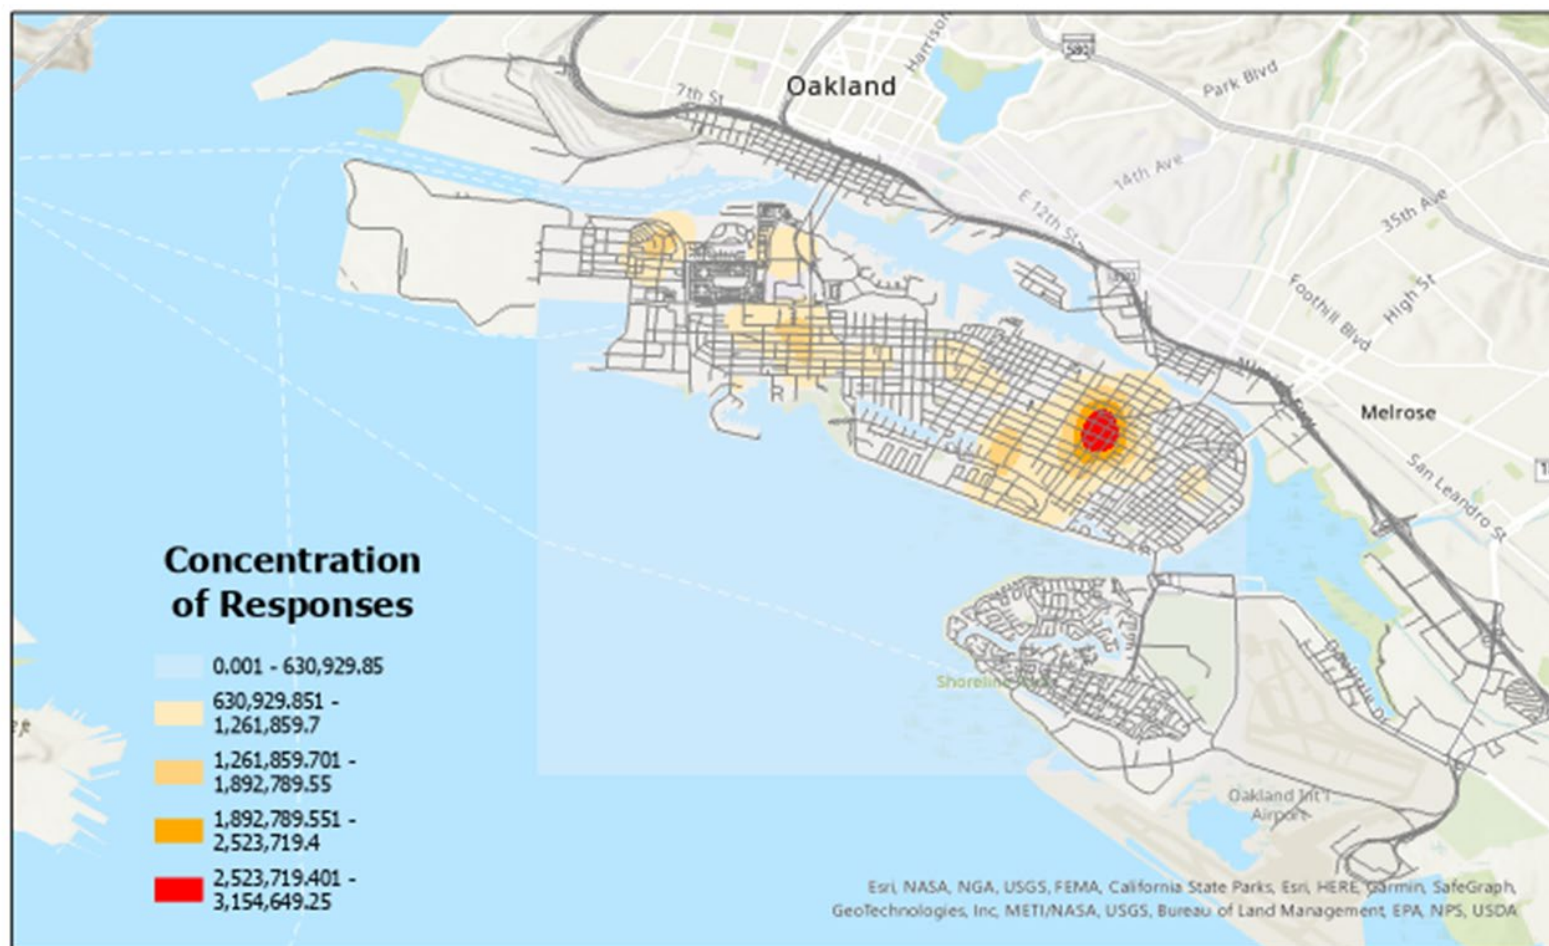 Harrison
580
Oakland
7th St
Park Blvd
14th Ave
35th Ave
E 12th St
Foothill Blvd
High St
Melrose
San Leandro St
Concentration
of Responses
0.001 - 630,929.85
630,929.851 -
1,261,859.7
1,261,859.701 -
1,892,789.55
1,892,789.551 -
2,523,719.4
2,523,719.401 -
3,154,649.25
Shoreline
Doolittle Dr
Oakland Int'l
Airport
Esri, NASA, NGA, USGS, FEMA, California State Parks, Esri, HERE, Garmin, SafeGraph,
GeoTechnologies, Inc, METI/NASA, USGS, Bureau of Land Management, EPA, NPS, USDA